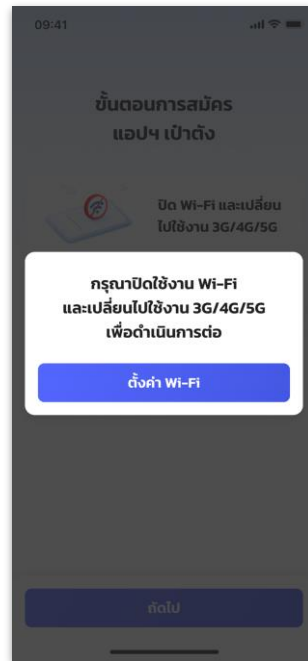 09:41
ขั้นตอนการสมัคร
แอปฯ เป๋าตัง
ปิด Wi-Fi และเปลี่ยน
ไปใช้งาน 3G/4G/5G
กรุณาปิดใช้งาน Wi-Fi
และเปลี่ยนไปใช้งาน 3G/4G/5G
เพื่อดำเนินการต่อ
ตั้งค่า Wi-Fi
ถัดไป